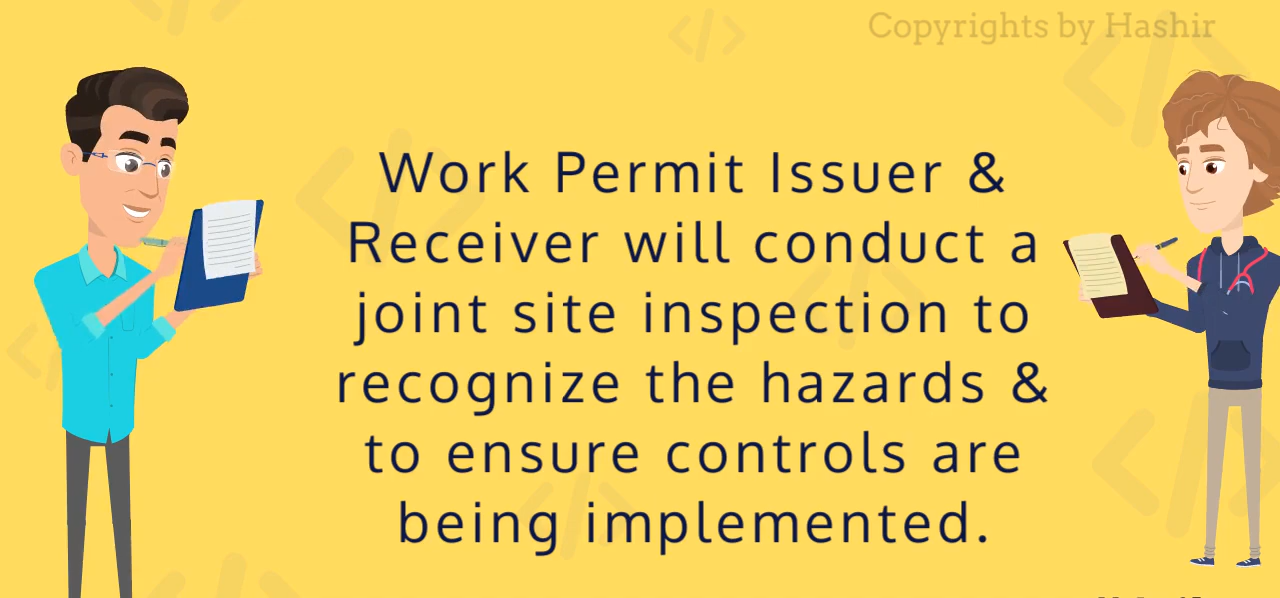 Copyrights by Hashir
Work Permit Issuer &
Receiver will conduct a
joint site inspection to
recognize the hazards &
to ensure controls are
being implemented.